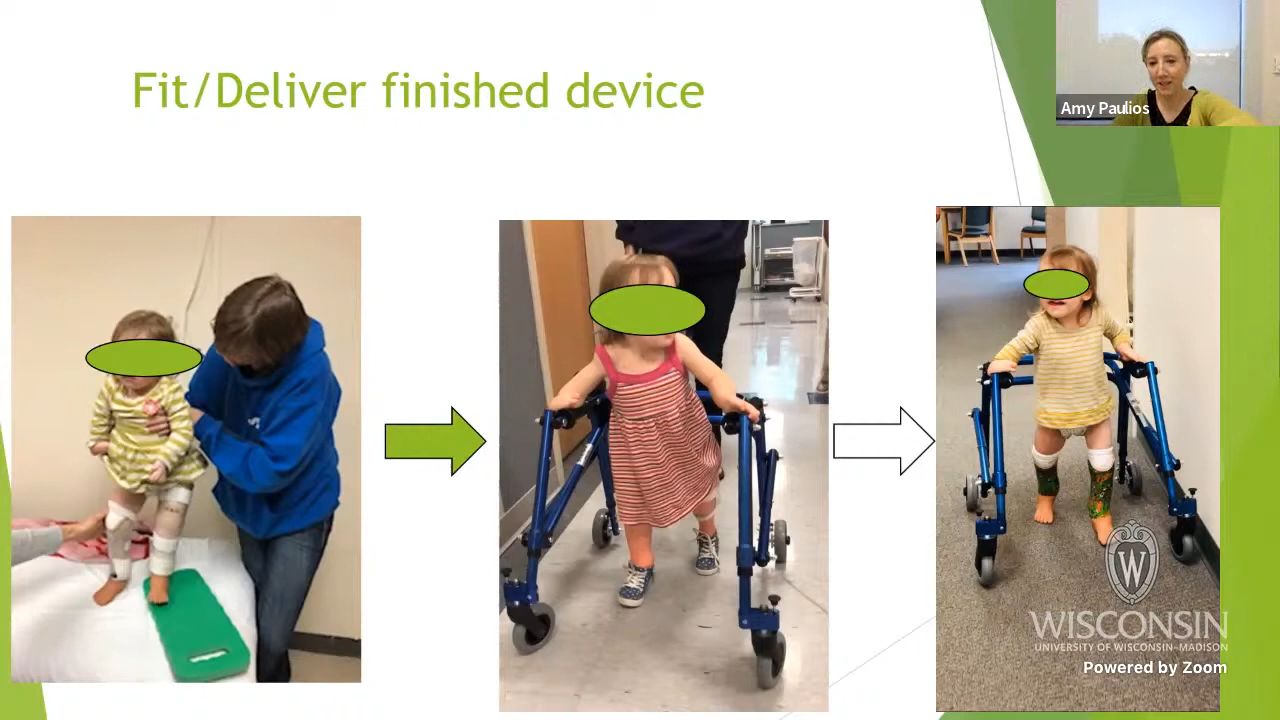 Fit/Deliver finished device
Amy Paulios
W
WISCONSIN
UNIVERSITY OF WISCONSIN–MADISON
Powered by Zoom